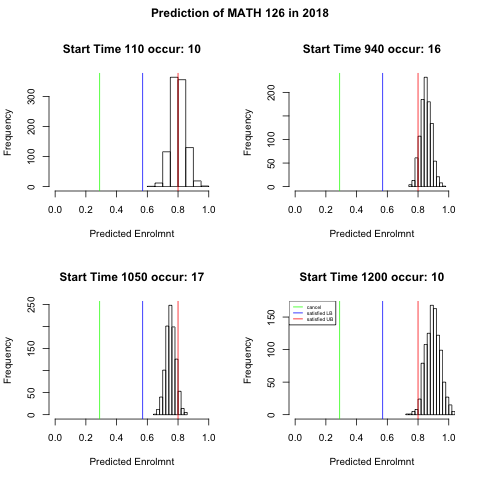 Prediction of MATH 126 in 2018
Start Time 110 occur: 10
Frequency
0 100 200 300
0.0 0.2 0.4 0.6 0.8 1.0
Predicted Enrolmnt
Start Time 940 occur: 16
Frequency
0 50 100 200
0.0 0.2 0.4 0.6 0.8 1.0
Predicted Enrolmnt
Start Time 1050 occur: 17
Frequency
0 50 150 250
0.0 0.2 0.4 0.6 0.8 1.0
Predicted Enrolmnt
Start Time 1200 occur: 10
cancel
satisfied LB
satisfied UB
Frequency
0 50 100 150
0.0 0.2 0.4 0.6 0.8 1.0
Predicted Enrolmnt